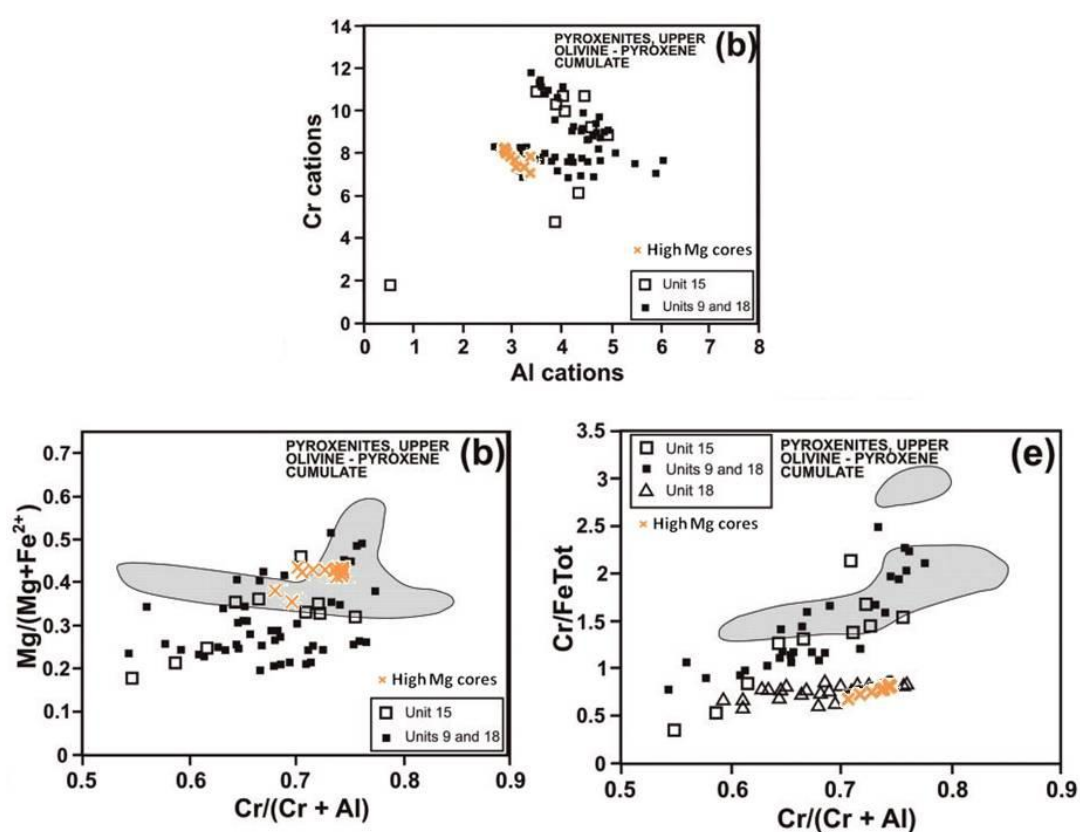 14
12
10
8
6
4
2
0
Cr cations
PYROXENITES, UPPER
OLIVINE - PYROXENE
CUMULATE
(b)
High Mg cores
Unit 15
Units 9 and 18
0 1 2 3 4 5 6 7 8
Al cations
0.7
0.6
0.5
0.4
0.3
0.2
0.1
0
Mg/(Mg+Fe²⁺)
PYROXENITES, UPPER
OLIVINE - PYROXENE
CUMULATE
(b)
High Mg cores
Unit 15
Units 9 and 18
0.5 0.6 0.7 0.8 0.9
Cr/(Cr + Al)
3.5
3
2.5
2
1.5
1
0.5
0
Cr/FeTot
Unit 15
Units 9 and 18
Unit 18
High Mg cores
PYROXENITES, UPPER
OLIVINE - PYROXENE
CUMULATE
(e)
0.5 0.6 0.7 0.8 0.9
Cr/(Cr + Al)